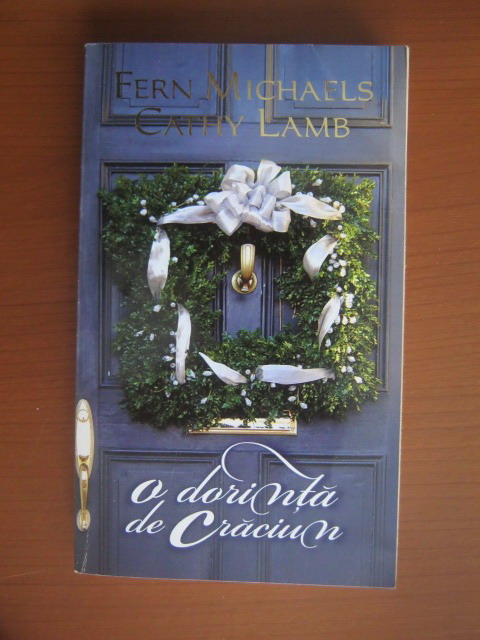 FERN MICHAELS
CATHY LAMB
o dorință
de Crăciun